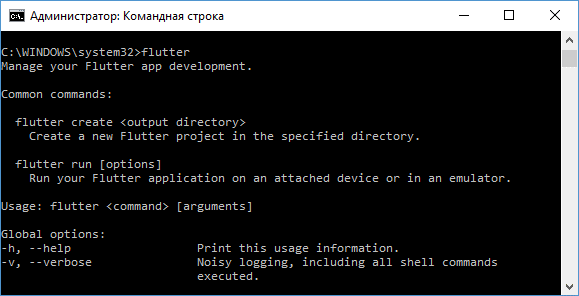 Администратор: Командная строка
C:\WINDOWS\system32>flutter
Manage your Flutter app development.
Common commands:
flutter create <output directory>
Create a new Flutter project in the specified directory.
flutter run [options]
Run your Flutter application on an attached device or in an emulator.
Usage: flutter <command> [arguments]
Global options:
-h, --help Print this usage information.
-v, --verbose Noisy logging, including all shell commands
executed.